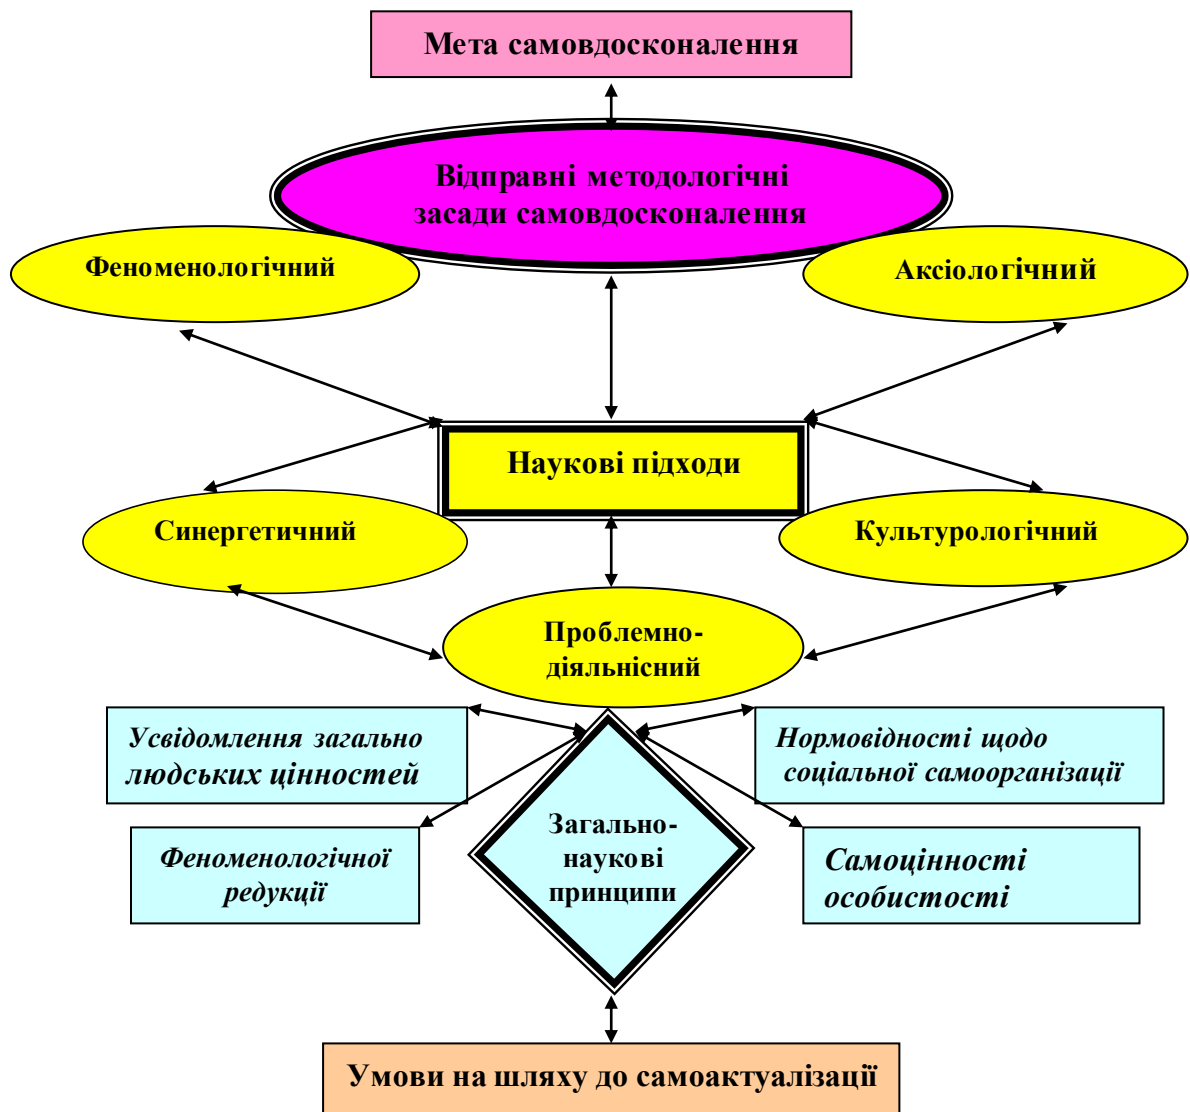 Мета самовдосконалення
Відправні методологічні
засади самовдосконалення
Феноменологічний
Аксіологічний
Наукові підходи
Синергетичний
Культурологічний
Проблемно-
діяльнісний
Усвідомлення загально
людських цінностей
Нормовідності щодо
соціальної самоорганізації
Загально-
наукові
принципи
Феноменологічної
редукції
Самоцінності
особистості
Умови на шляху до самоактуалізації